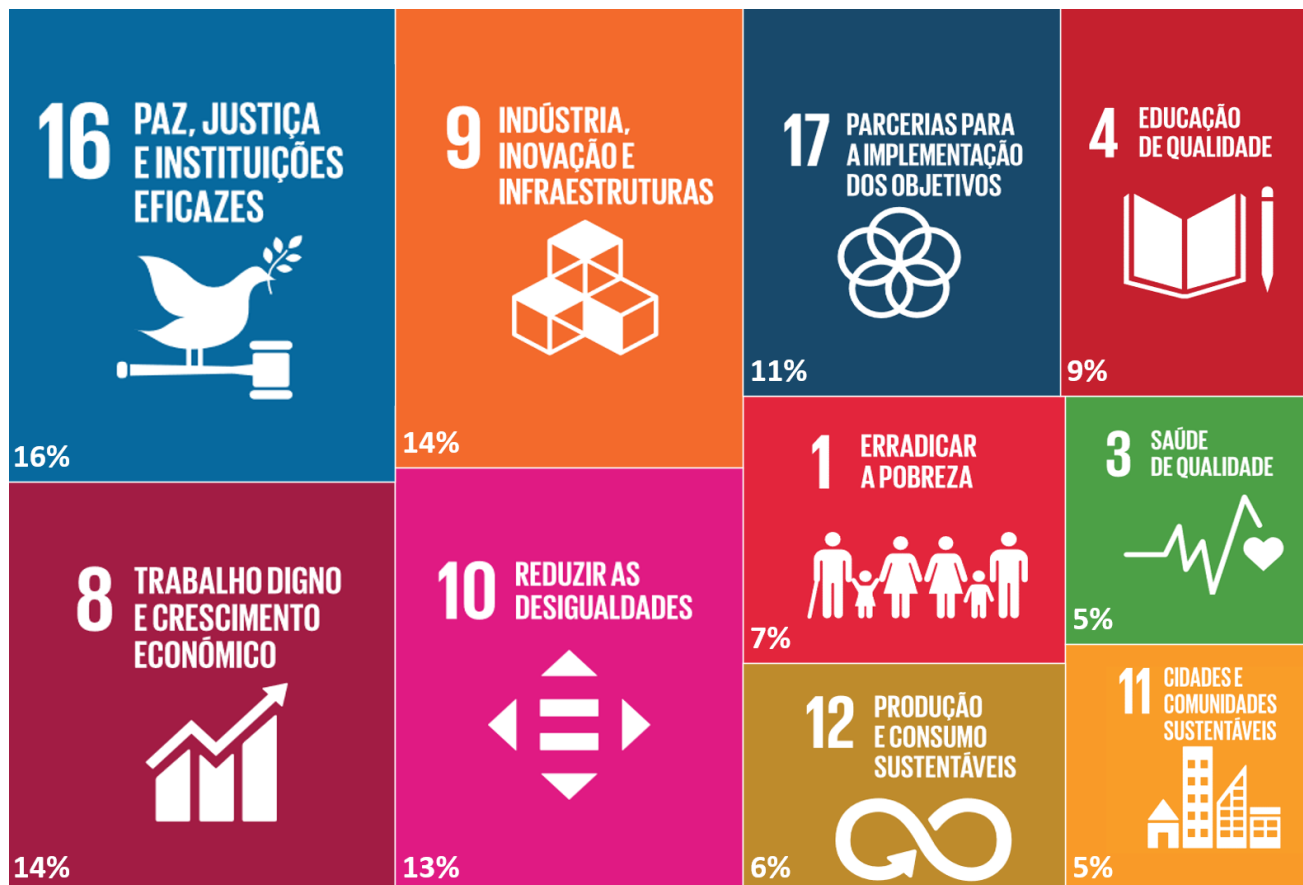 16
PAZ, JUSTIÇA
E INSTITUIÇÕES
EFICAZES
16%
9
INDÚSTRIA,
INOVAÇÃO E
INFRAESTRUTURAS
14%
17
PARCERIAS PARA
A IMPLEMENTAÇÃO
DOS OBJETIVOS
11%
4
EDUCAÇÃO
DE QUALIDADE
9%
8
TRABALHO DIGNO
E CRESCIMENTO
ECONÓMICO
14%
10
REDUZIR AS
DESIGUALDADES
13%
1
ERRADICAR
A POBREZA
7%
3
SAÚDE
DE QUALIDADE
5%
12
PRODUÇÃO
E CONSUMO
SUSTENTÁVEIS
6%
11
CIDADES E
COMUNIDADES
SUSTENTÁVEIS
5%